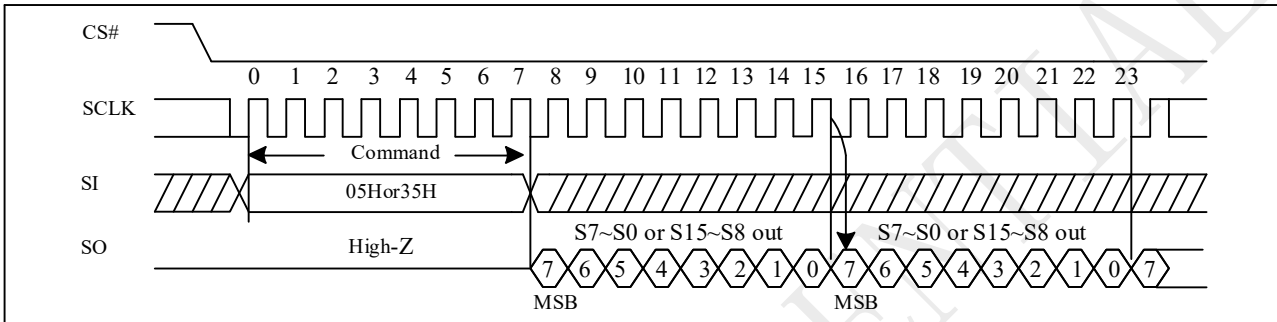 CS#
0 1 2 3 4 5 6 7 8 9 10 11 12 13 14 15 16 17 18 19 20 21 22 23
SCLK
Command
SI
05Hor35H
S7~S0 or S15~S8 out S7~S0 or S15~S8 out
SO
High-Z
7 6 5 4 3 2 1 0 7 6 5 4 3 2 1 0 7
MSB MSB